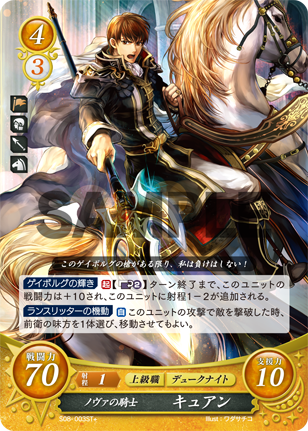 4
3
SAMPLE
このゲイボルグの槍がある限り、私は負けはしない!
ゲイボルグの輝き 起【2】ターン終了まで、このユニットの
戦闘力は+10され、このユニットに射程1-2が追加される。
ランスリッターの機動 自 このユニットの攻撃で敵を撃破した時、
前衛の味方を1体選び、移動させてもよい。
戦闘力
70
射程 1 上級職 デュークナイト
支援力
10
ノヴァの騎士 キュアン
S06-003ST+
Illust:ワダサチコ